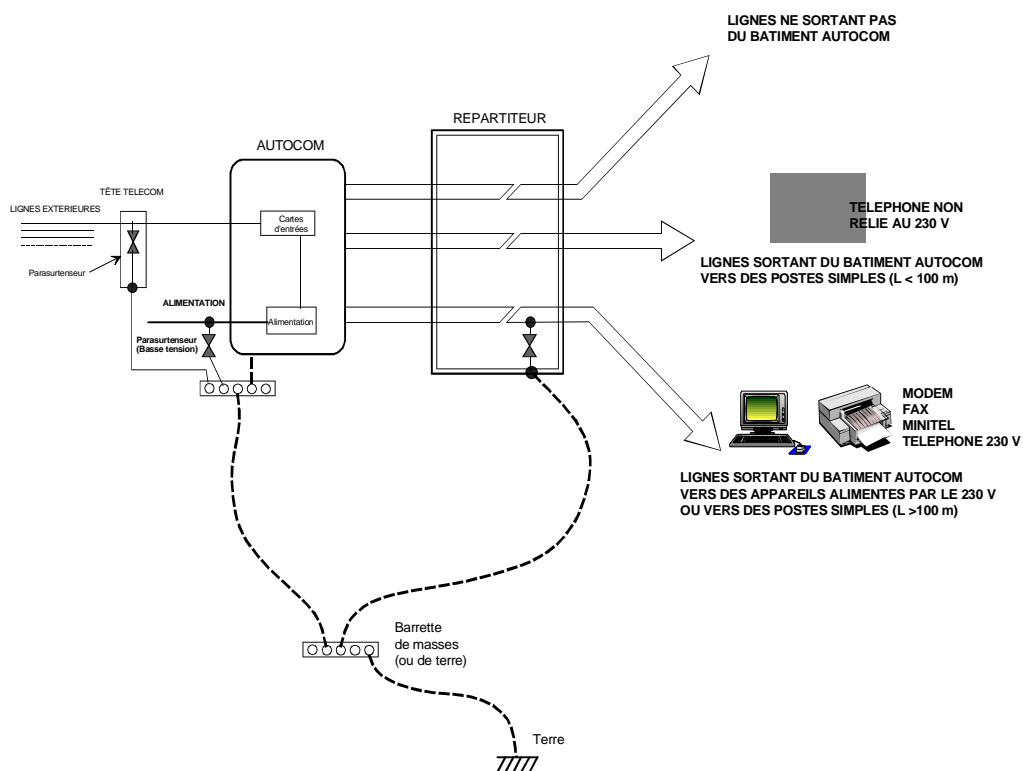 LIGNES NE SORTANT PAS
DU BATIMENT AUTOCOM
REPARTITEUR
AUTOCOM
TÊTE TELECOM
LIGNES EXTERIEURES
Cartes
d'entrées
Parasurtenseur
TELEPHONE NON
RELIE AU 230 V
LIGNES SORTANT DU BATIMENT AUTOCOM
VERS DES POSTES SIMPLES (L < 100 m)
ALIMENTATION
Alimentation
Parasurtenseur
(Basse tension)
MODEM
FAX
MINITEL
TELEPHONE 230 V
LIGNES SORTANT DU BATIMENT AUTOCOM
VERS DES APPAREILS ALIMENTES PAR LE 230 V
OU VERS DES POSTES SIMPLES (L >100 m)
Barrette
de masses
(ou de terre)
Terre